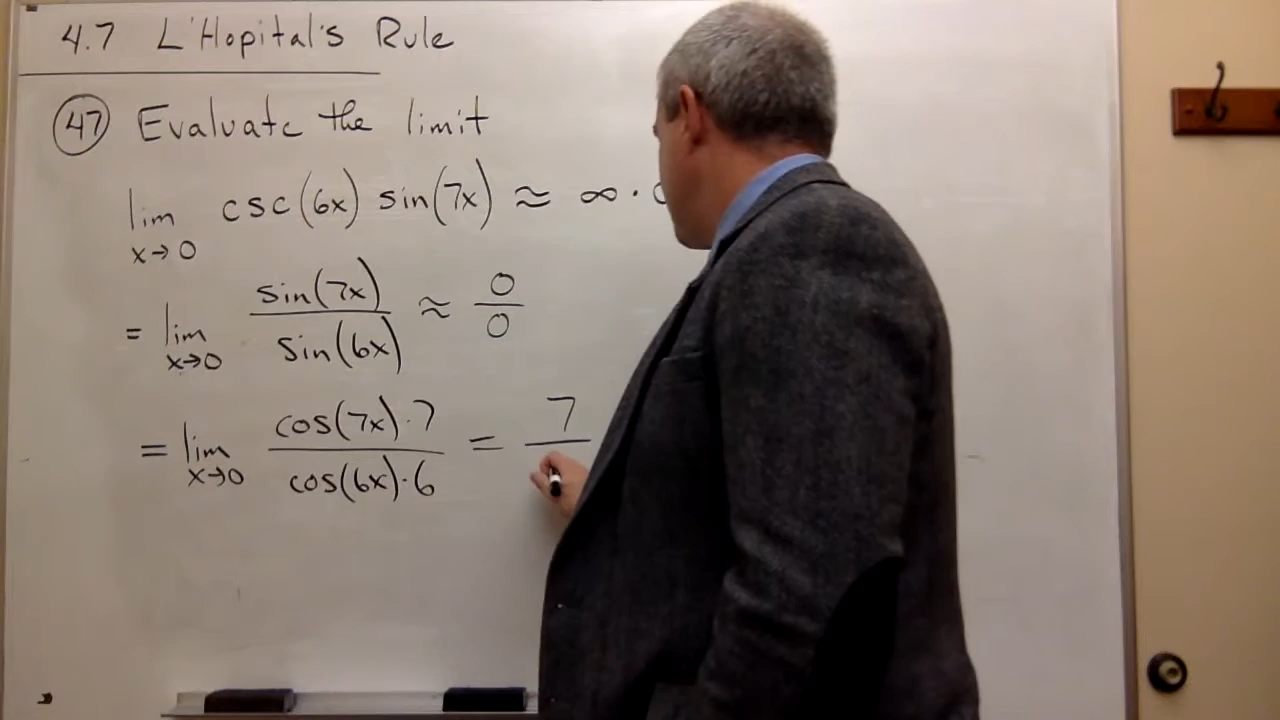 4.7 L'Hopital's Rule
47 Evaluate the limit
lim x→0 csc(6x) sin(7x) ≈ ∞ ·
= lim x→0 sin(7x) / sin(6x) ≈ 0 / 0
= lim x→0 cos(7x)·7 / cos(6x)·6 = 7